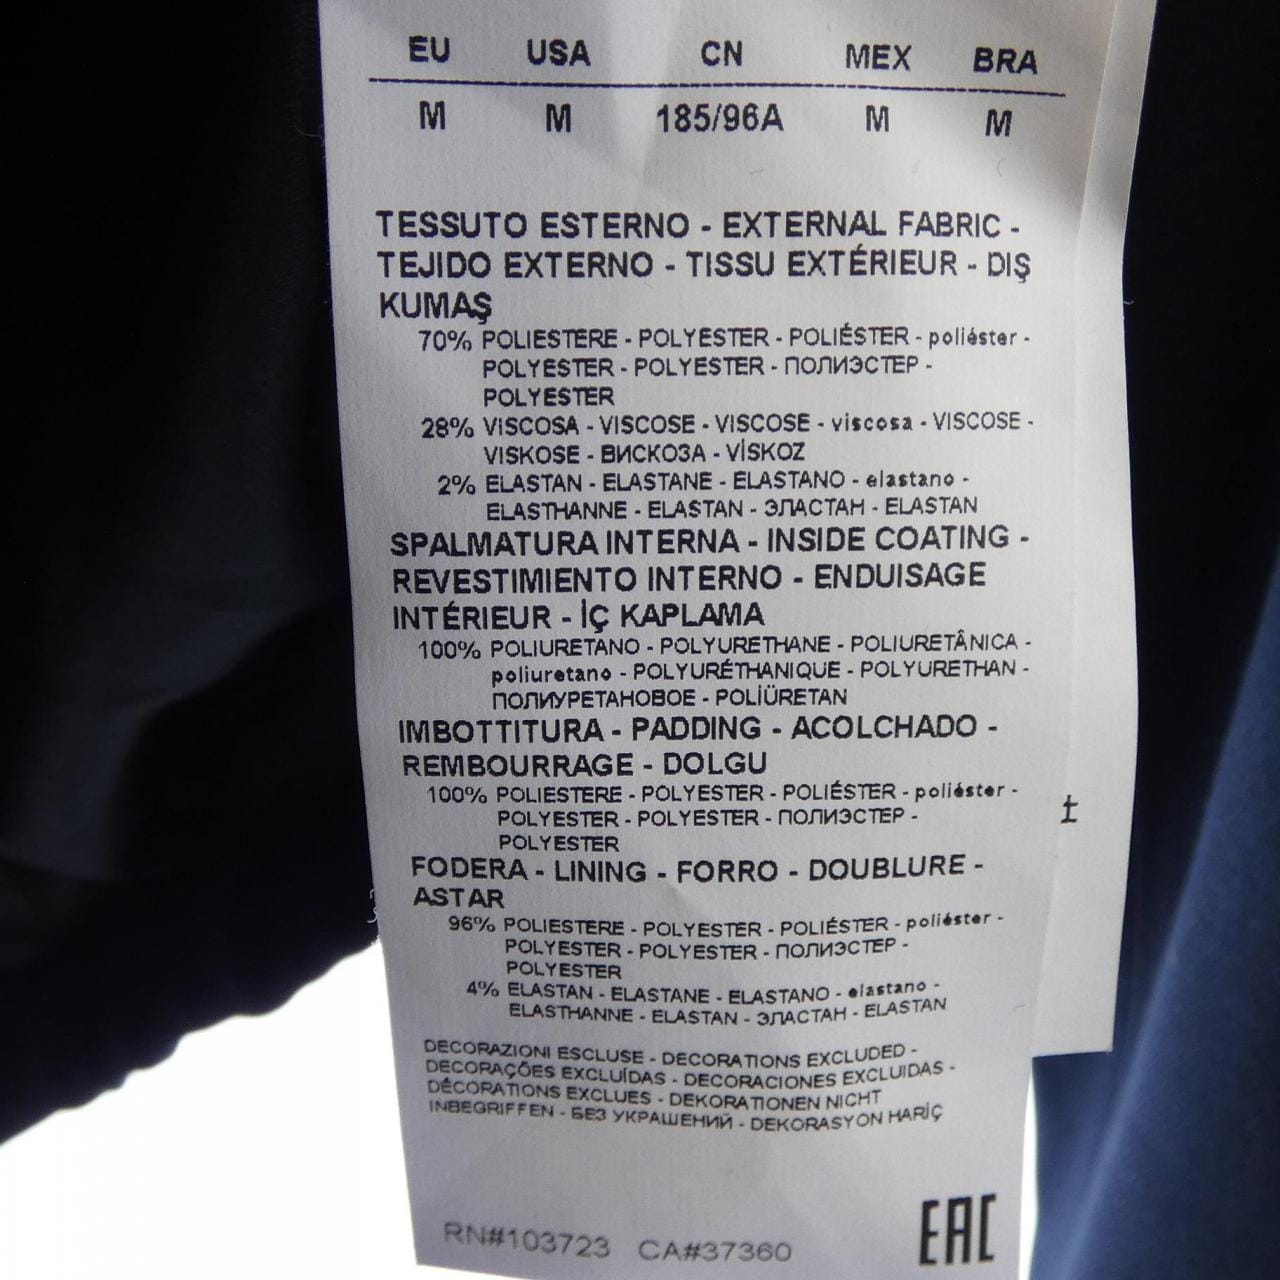 EU USA CN MEX BRA
M M 185/96A M M
TESSUTO ESTERNO - EXTERNAL FABRIC -
TEJIDO EXTERNO - TISSU EXTÉRIEUR - DIŞ
KUMAŞ
70% POLIESTERE - POLYESTER - POLIÉSTER - poliéster -
POLYESTER - POLYESTER - ПОЛИЭСТЕР -
POLYESTER
28% VISCOSA - VISCOSE - VISCOSE - viscosa - VISCOSE -
VISKOSE - ВИСКОЗА - VİSKOZ
2% ELASTAN - ELASTANE - ELASTANO - elastano -
ELASTHANNE - ELASTAN - ЭЛАСТАН - ELASTAN
SPALMATURA INTERNA - INSIDE COATING -
REVESTIMIENTO INTERNO - ENDUISAGE
INTÉRIEUR - İÇ KAPLAMA
100% POLIURETANO - POLYURETHANE - POLIURETÂNICA -
poliuretano - POLYURÉTHANIQUE - POLYURETHAN -
ПОЛИУРЕТАНОВОЕ - POLİÜRETAN
IMBOTTITURA - PADDING - ACOLCHADO -
REMBOURRAGE - DOLGU
100% POLIESTERE - POLYESTER - POLIÉSTER - poliéster -
POLYESTER - POLYESTER - ПОЛИЭСТЕР -
POLYESTER
FODERA - LINING - FORRO - DOUBLURE -
ASTAR
96% POLIESTERE - POLYESTER - POLIÉSTER - poliéster -
POLYESTER - POLYESTER - ПОЛИЭСТЕР -
POLYESTER
4% ELASTAN - ELASTANE - ELASTANO - elastano -
ELASTHANNE - ELASTAN - ЭЛАСТАН - ELASTAN
DECORAZIONI ESCLUSE - DECORATIONS EXCLUDED -
DECORAÇÕES EXCLUÍDAS - DECORACIONES EXCLUIDAS -
DÉCORATIONS EXCLUES - DEKORATIONEN NICHT
INBEGRIFFEN - БЕЗ УКРАШЕНИЙ - DEKORASYON HARİÇ
RN#103723 CA#37360
EAC